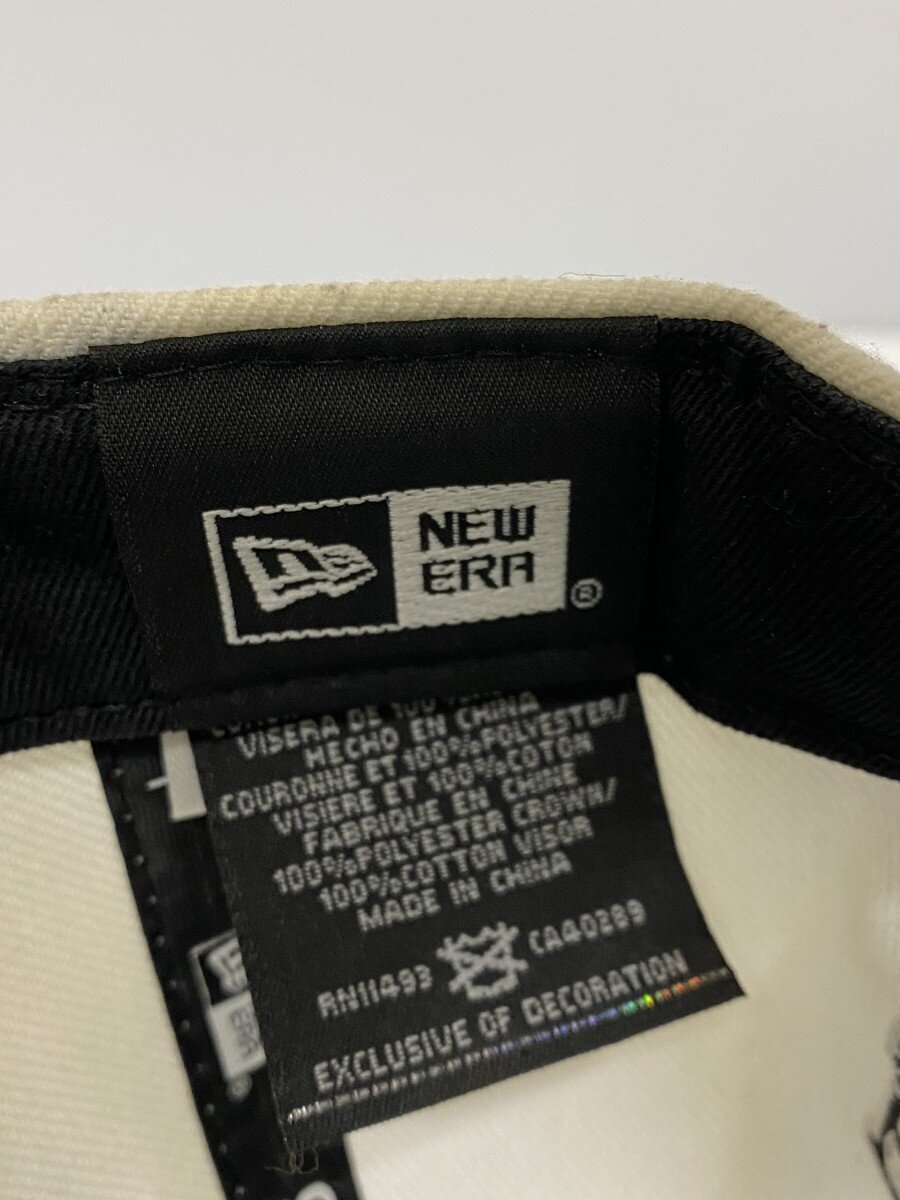 NEW
ERA
®
VISERA DE 100%
HECHO EN CHINA
COURONNE ET 100%POLYESTER/
VISIERE ET 100%COTON
FABRIQUE EN CHINE
100%POLYESTER CROWN/
100%COTTON VISOR
MADE IN CHINA
RN11493
CA40289
EXCLUSIVE OF DECORATION
ERA